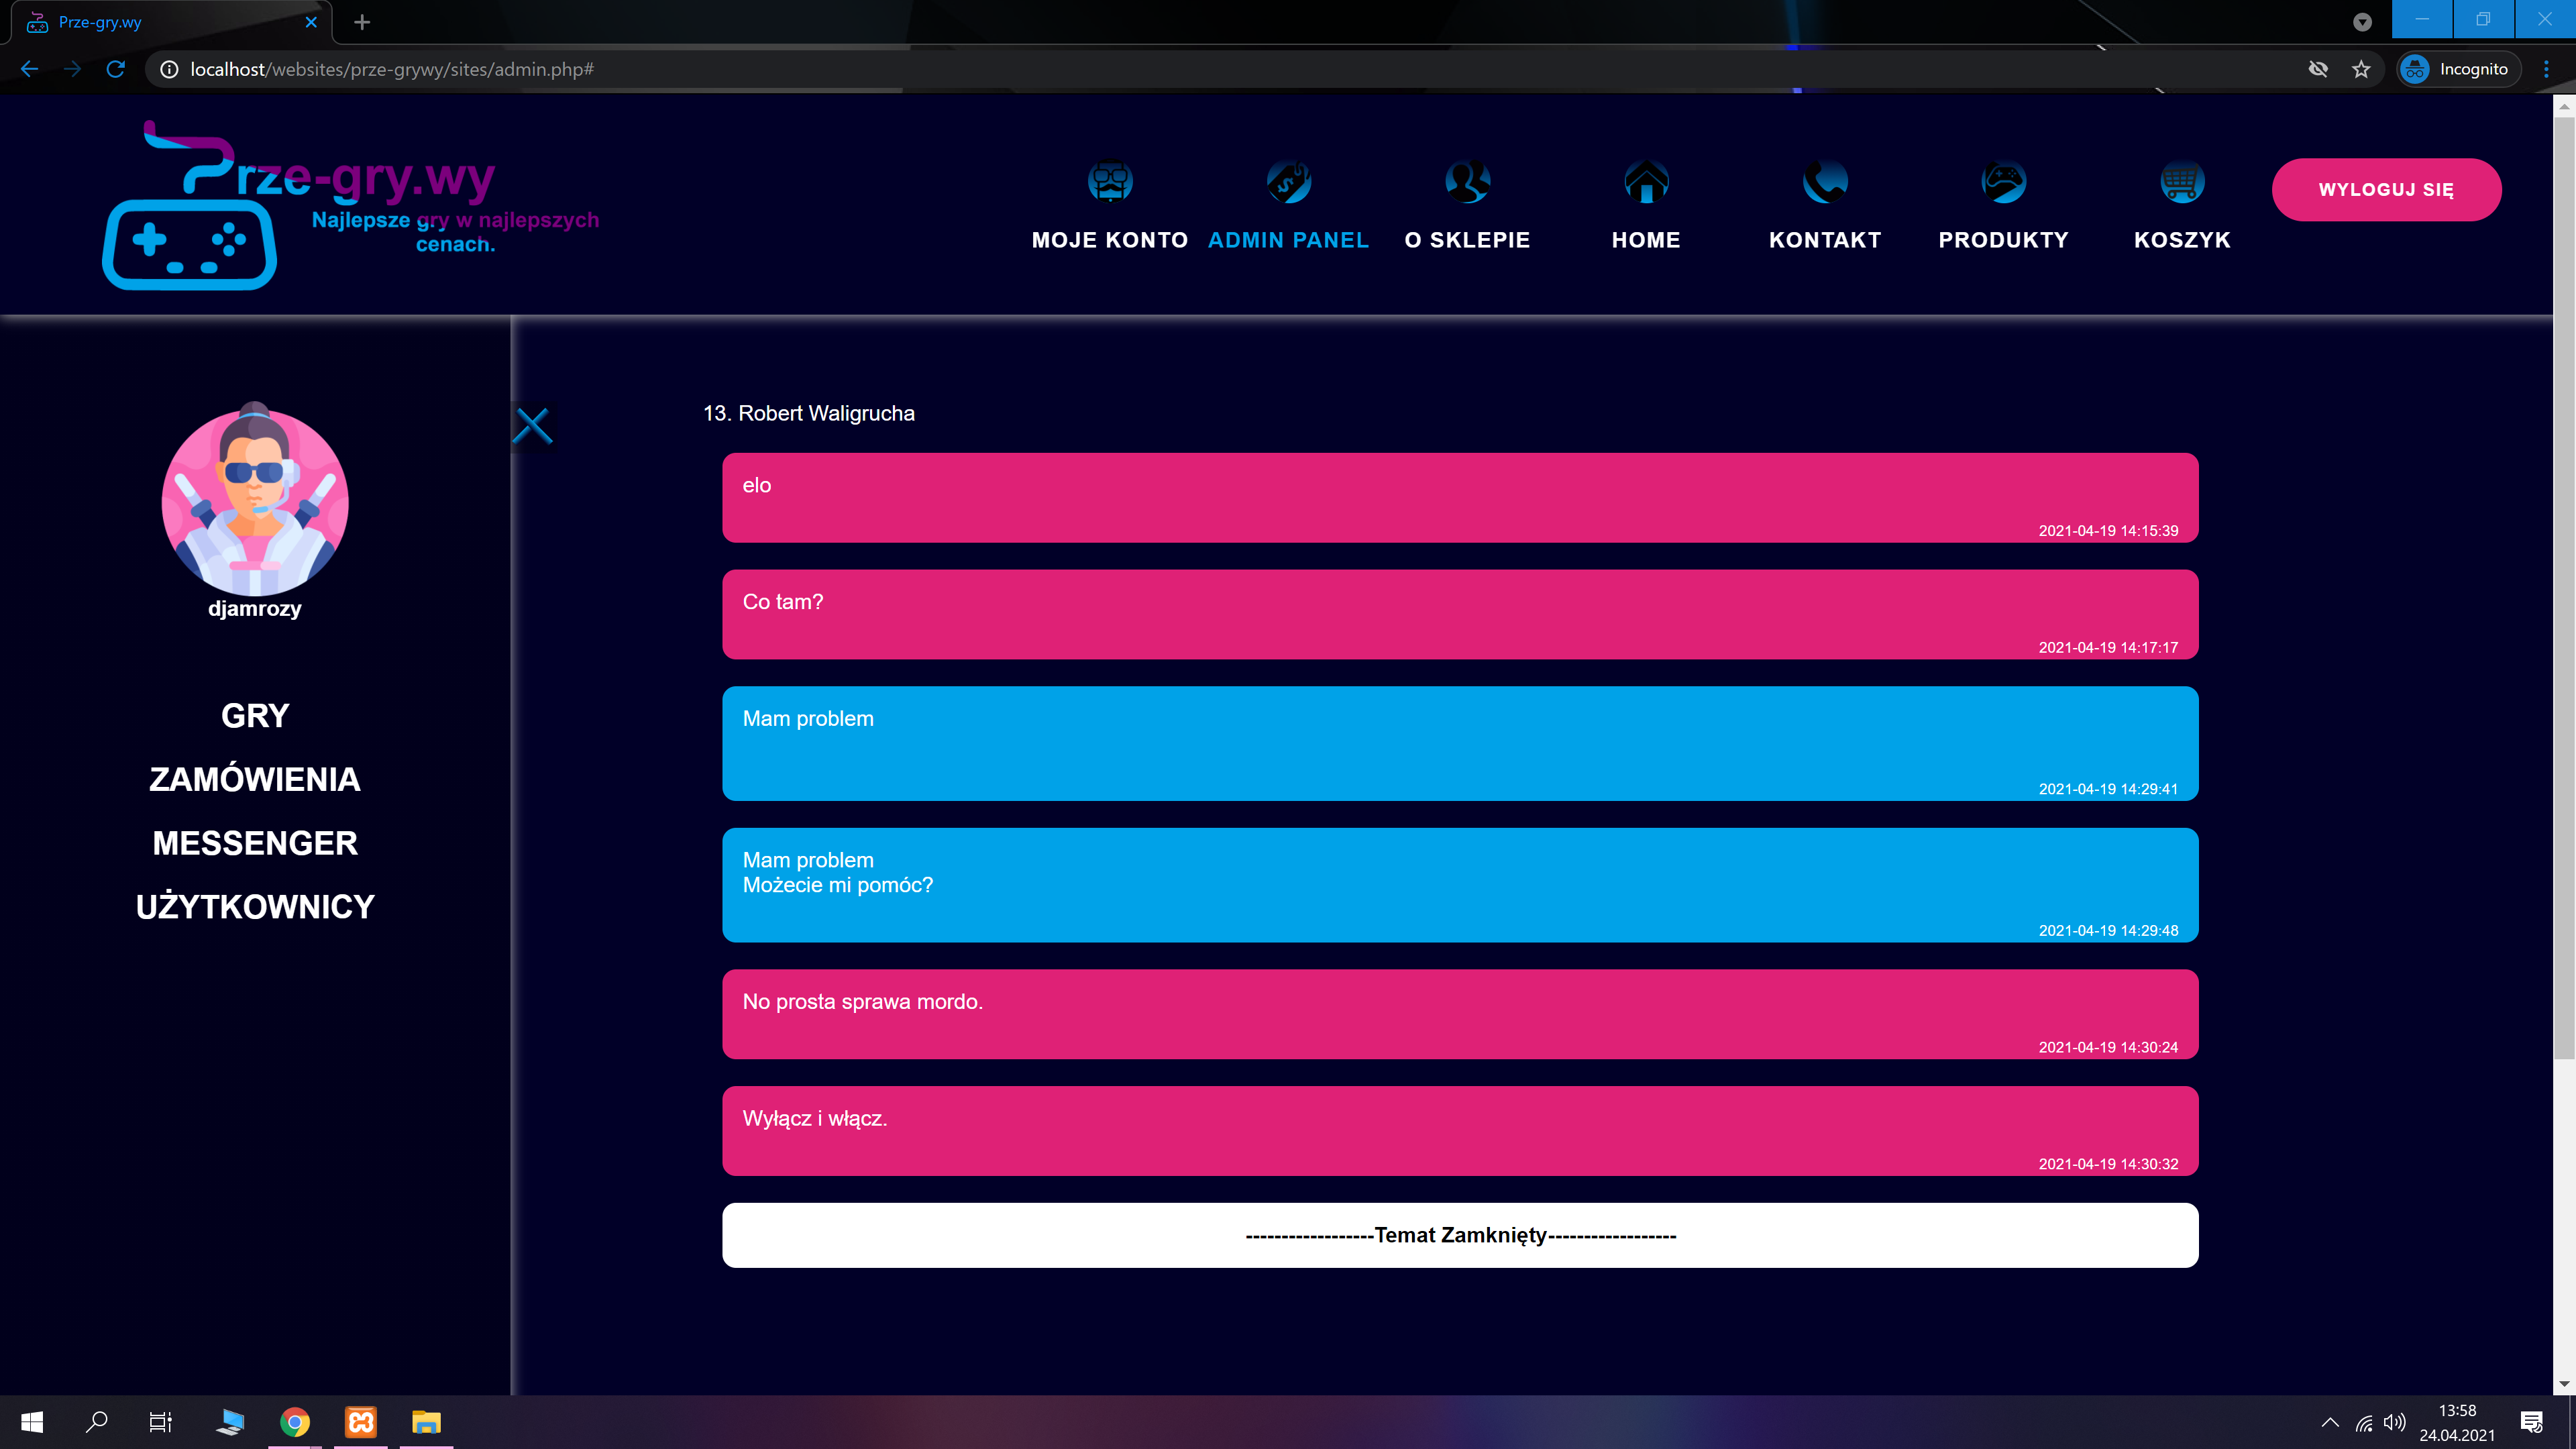 Prze-gry.wy
localhost/websites/prze-grywy/sites/admin.php#
Incognito
Prze-gry.wy
Najlepsze gry w najlepszych
cenach.
MOJE KONTO
ADMIN PANEL
O SKLEPIE
HOME
KONTAKT
PRODUKTY
KOSZYK
WYLOGUJ SIĘ
djamrozy
GRY
ZAMÓWIENIA
MESSENGER
UŻYTKOWNICY
13. Robert Waligrucha
elo
2021-04-19 14:15:39
Co tam?
2021-04-19 14:17:17
Mam problem
2021-04-19 14:29:41
Mam problem
Możecie mi pomóc?
2021-04-19 14:29:48
No prosta sprawa mordo.
2021-04-19 14:30:24
Wyłącz i włącz.
2021-04-19 14:30:32
------------------Temat Zamknięty------------------
13:58
24.04.2021